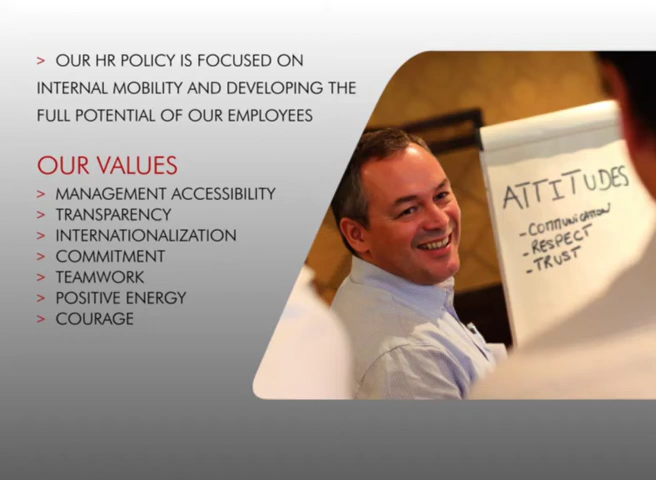 > OUR HR POLICY IS FOCUSED ON
INTERNAL MOBILITY AND DEVELOPING THE
FULL POTENTIAL OF OUR EMPLOYEES
OUR VALUES
> MANAGEMENT ACCESSIBILITY
> TRANSPARENCY
> INTERNATIONALIZATION
> COMMITMENT
> TEAMWORK
> POSITIVE ENERGY
> COURAGE
ATTITUDES
- COMMUNICATION
- RESPECT
- TRUST